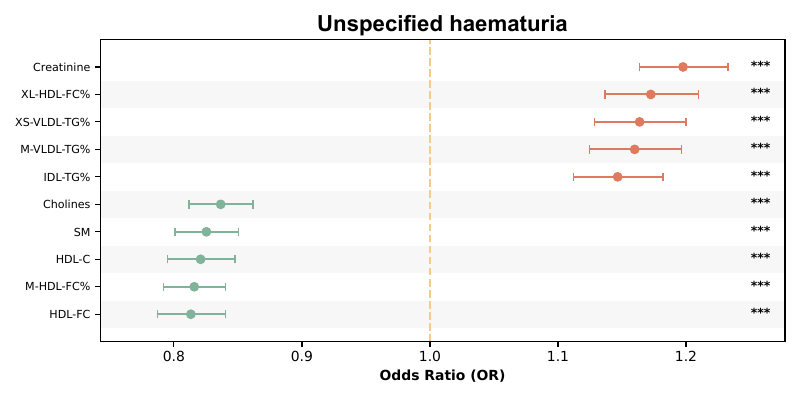 Unspecified haematuria
Creatinine ***
XL-HDL-FC% ***
XS-VLDL-TG% ***
M-VLDL-TG% ***
IDL-TG% ***
Cholines ***
SM ***
HDL-C ***
M-HDL-FC% ***
HDL-FC ***
0.8 0.9 1.0 1.1 1.2
Odds Ratio (OR)